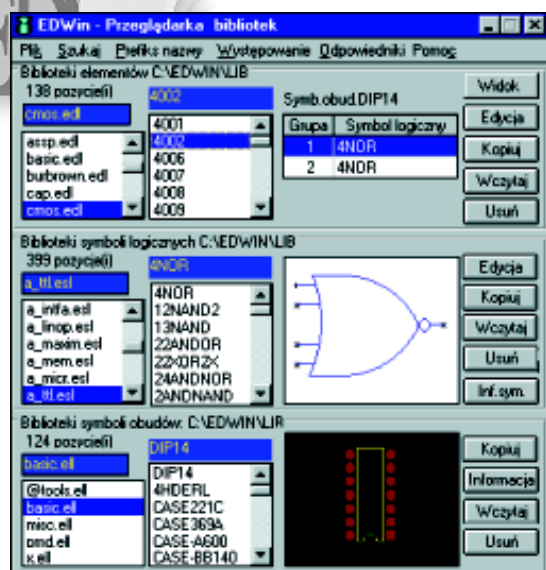 EDWin - Przeglądarka bibliotek
Plik Szukaj Prefiks nazwy Występowanie Odpowiedniki Pomoc
Biblioteki elementów C:\EDWIN\LIB
138 pozycje(i)
cmos.edl
assp.edl
basic.edl
burbrown.edl
cap.edl
cmos.edl
4002
4001
4002
4006
4007
4008
4009
Symb.obud.DIP14
Grupa Symbol logiczny
1 4NOR
2 4NOR
Widok
Edycja
Kopiuj
Wczytaj
Usuń
Biblioteki symboli logicznych C:\EDWIN\LIB
399 pozycje(i)
a_ttl.esl
a_intfa.esl
a_linop.esl
a_maxim.esl
a_mem.esl
a_micr.esl
a_ttl.esl
4NOR
4NOR
12NAND2
13NAND
22ANDOR
22XOR2X
24ANDNOR
2ANDNAND
Edycja
Kopiuj
Wczytaj
Usuń
Inf.sym.
Biblioteki symboli obudów: C:\EDWIN\LIB
124 pozycje(i)
basic.ell
@tools.ell
basic.ell
misc.ell
pmd.ell
x.ell
DIP14
DIP14
4HDERL
CASE221C
CASE369A
CASE-A600
CASE-BB140
Kopiuj
Informacja
Wczytaj
Usuń